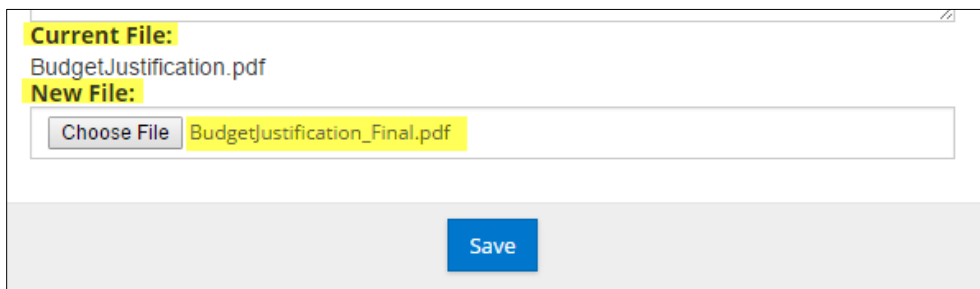 Current File:
BudgetJustification.pdf
New File:
Choose File BudgetJustification_Final.pdf
Save